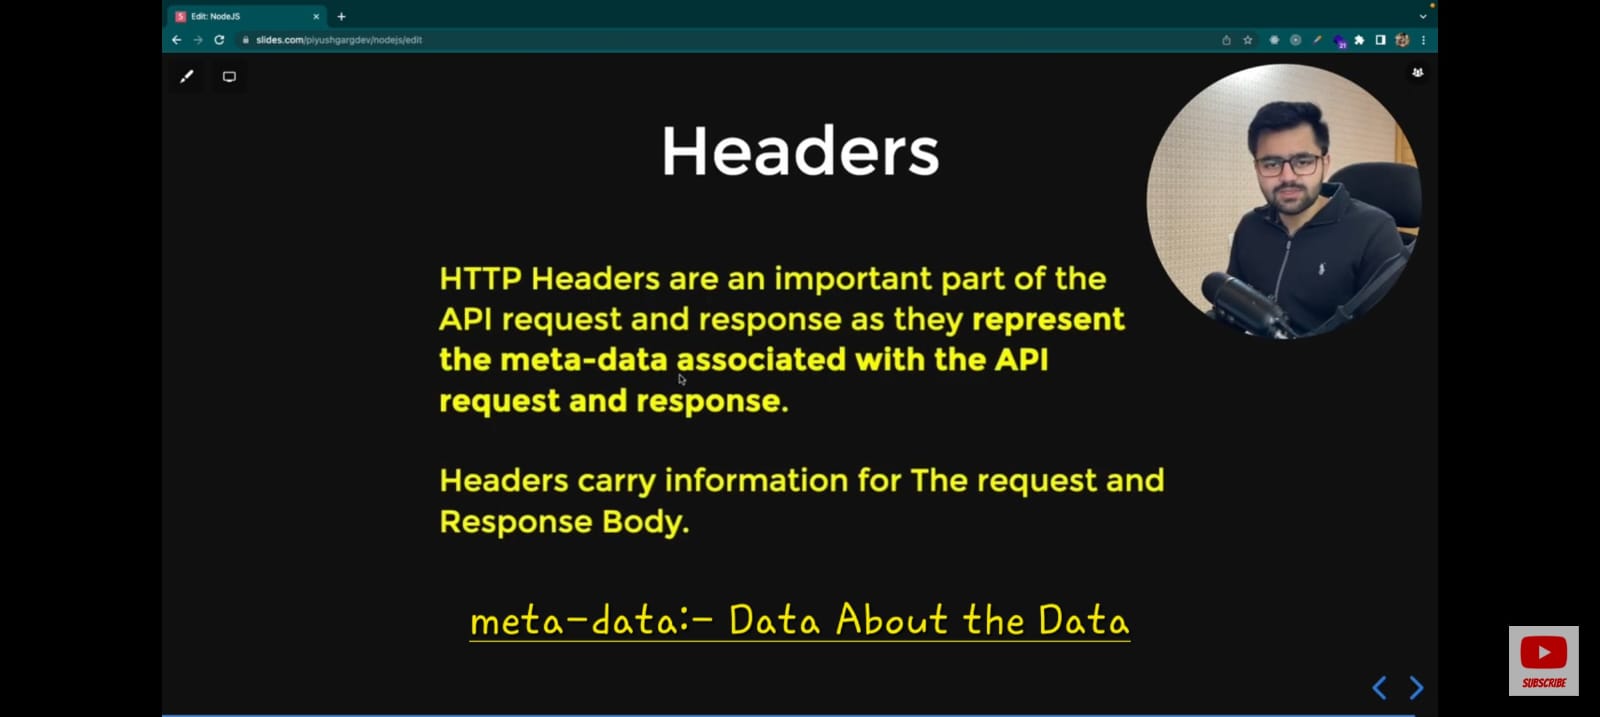 Edit: NodeJS
slides.com/piyushgargdev/nodejs/edit
21
Headers
HTTP Headers are an important part of the
API request and response as they represent
the meta-data associated with the API
request and response.
Headers carry information for The request and
Response Body.
meta-data:- Data About the Data
SUBSCRIBE